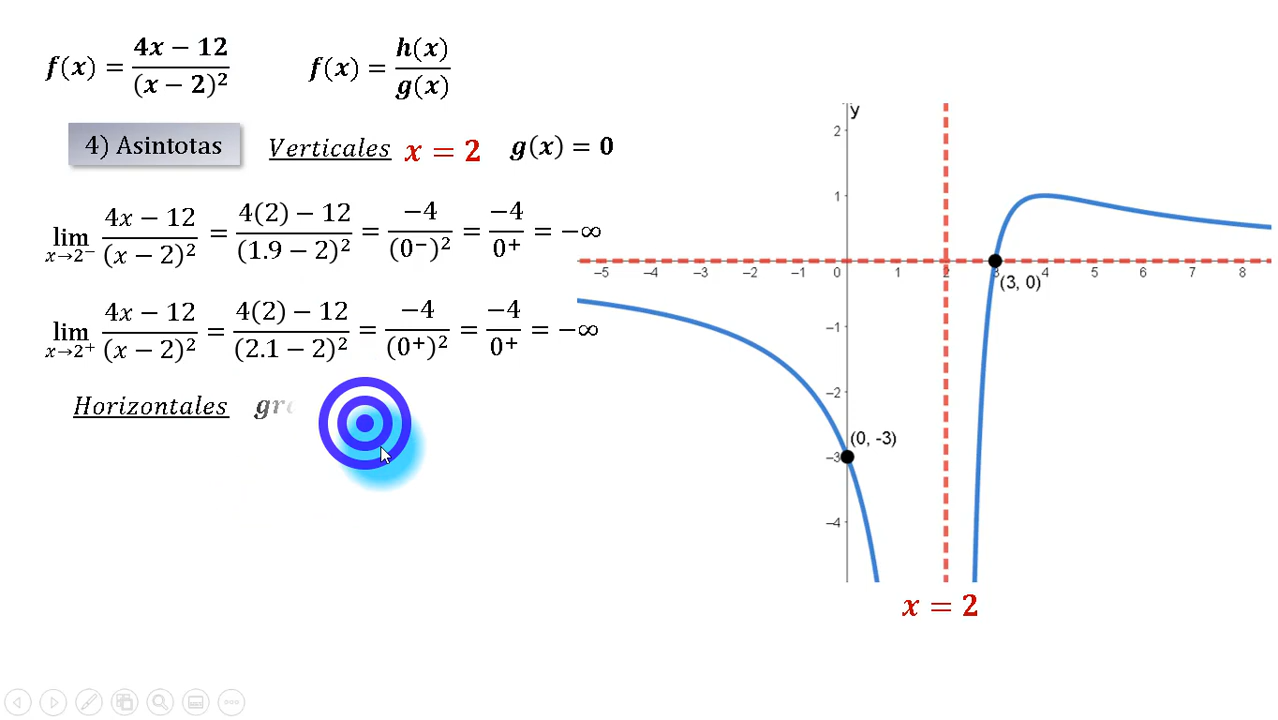 f(x) = (4x − 12)/(x − 2)²    f(x) = h(x)/g(x)
4) Asintotas    Verticales x = 2    g(x) = 0
lim x→2⁻ (4x − 12)/(x − 2)² = (4(2) − 12)/(1.9 − 2)² = −4/(0⁻)² = −4/0⁺ = −∞
lim x→2⁺ (4x − 12)/(x − 2)² = (4(2) − 12)/(2.1 − 2)² = −4/(0⁺)² = −4/0⁺ = −∞
Horizontales
y
2
1
−5 −4 −3 −2 −1 0 1 2 3 4 5 6 7 8
(3, 0)
−1
−2
(0, -3)
−3
−4
x = 2